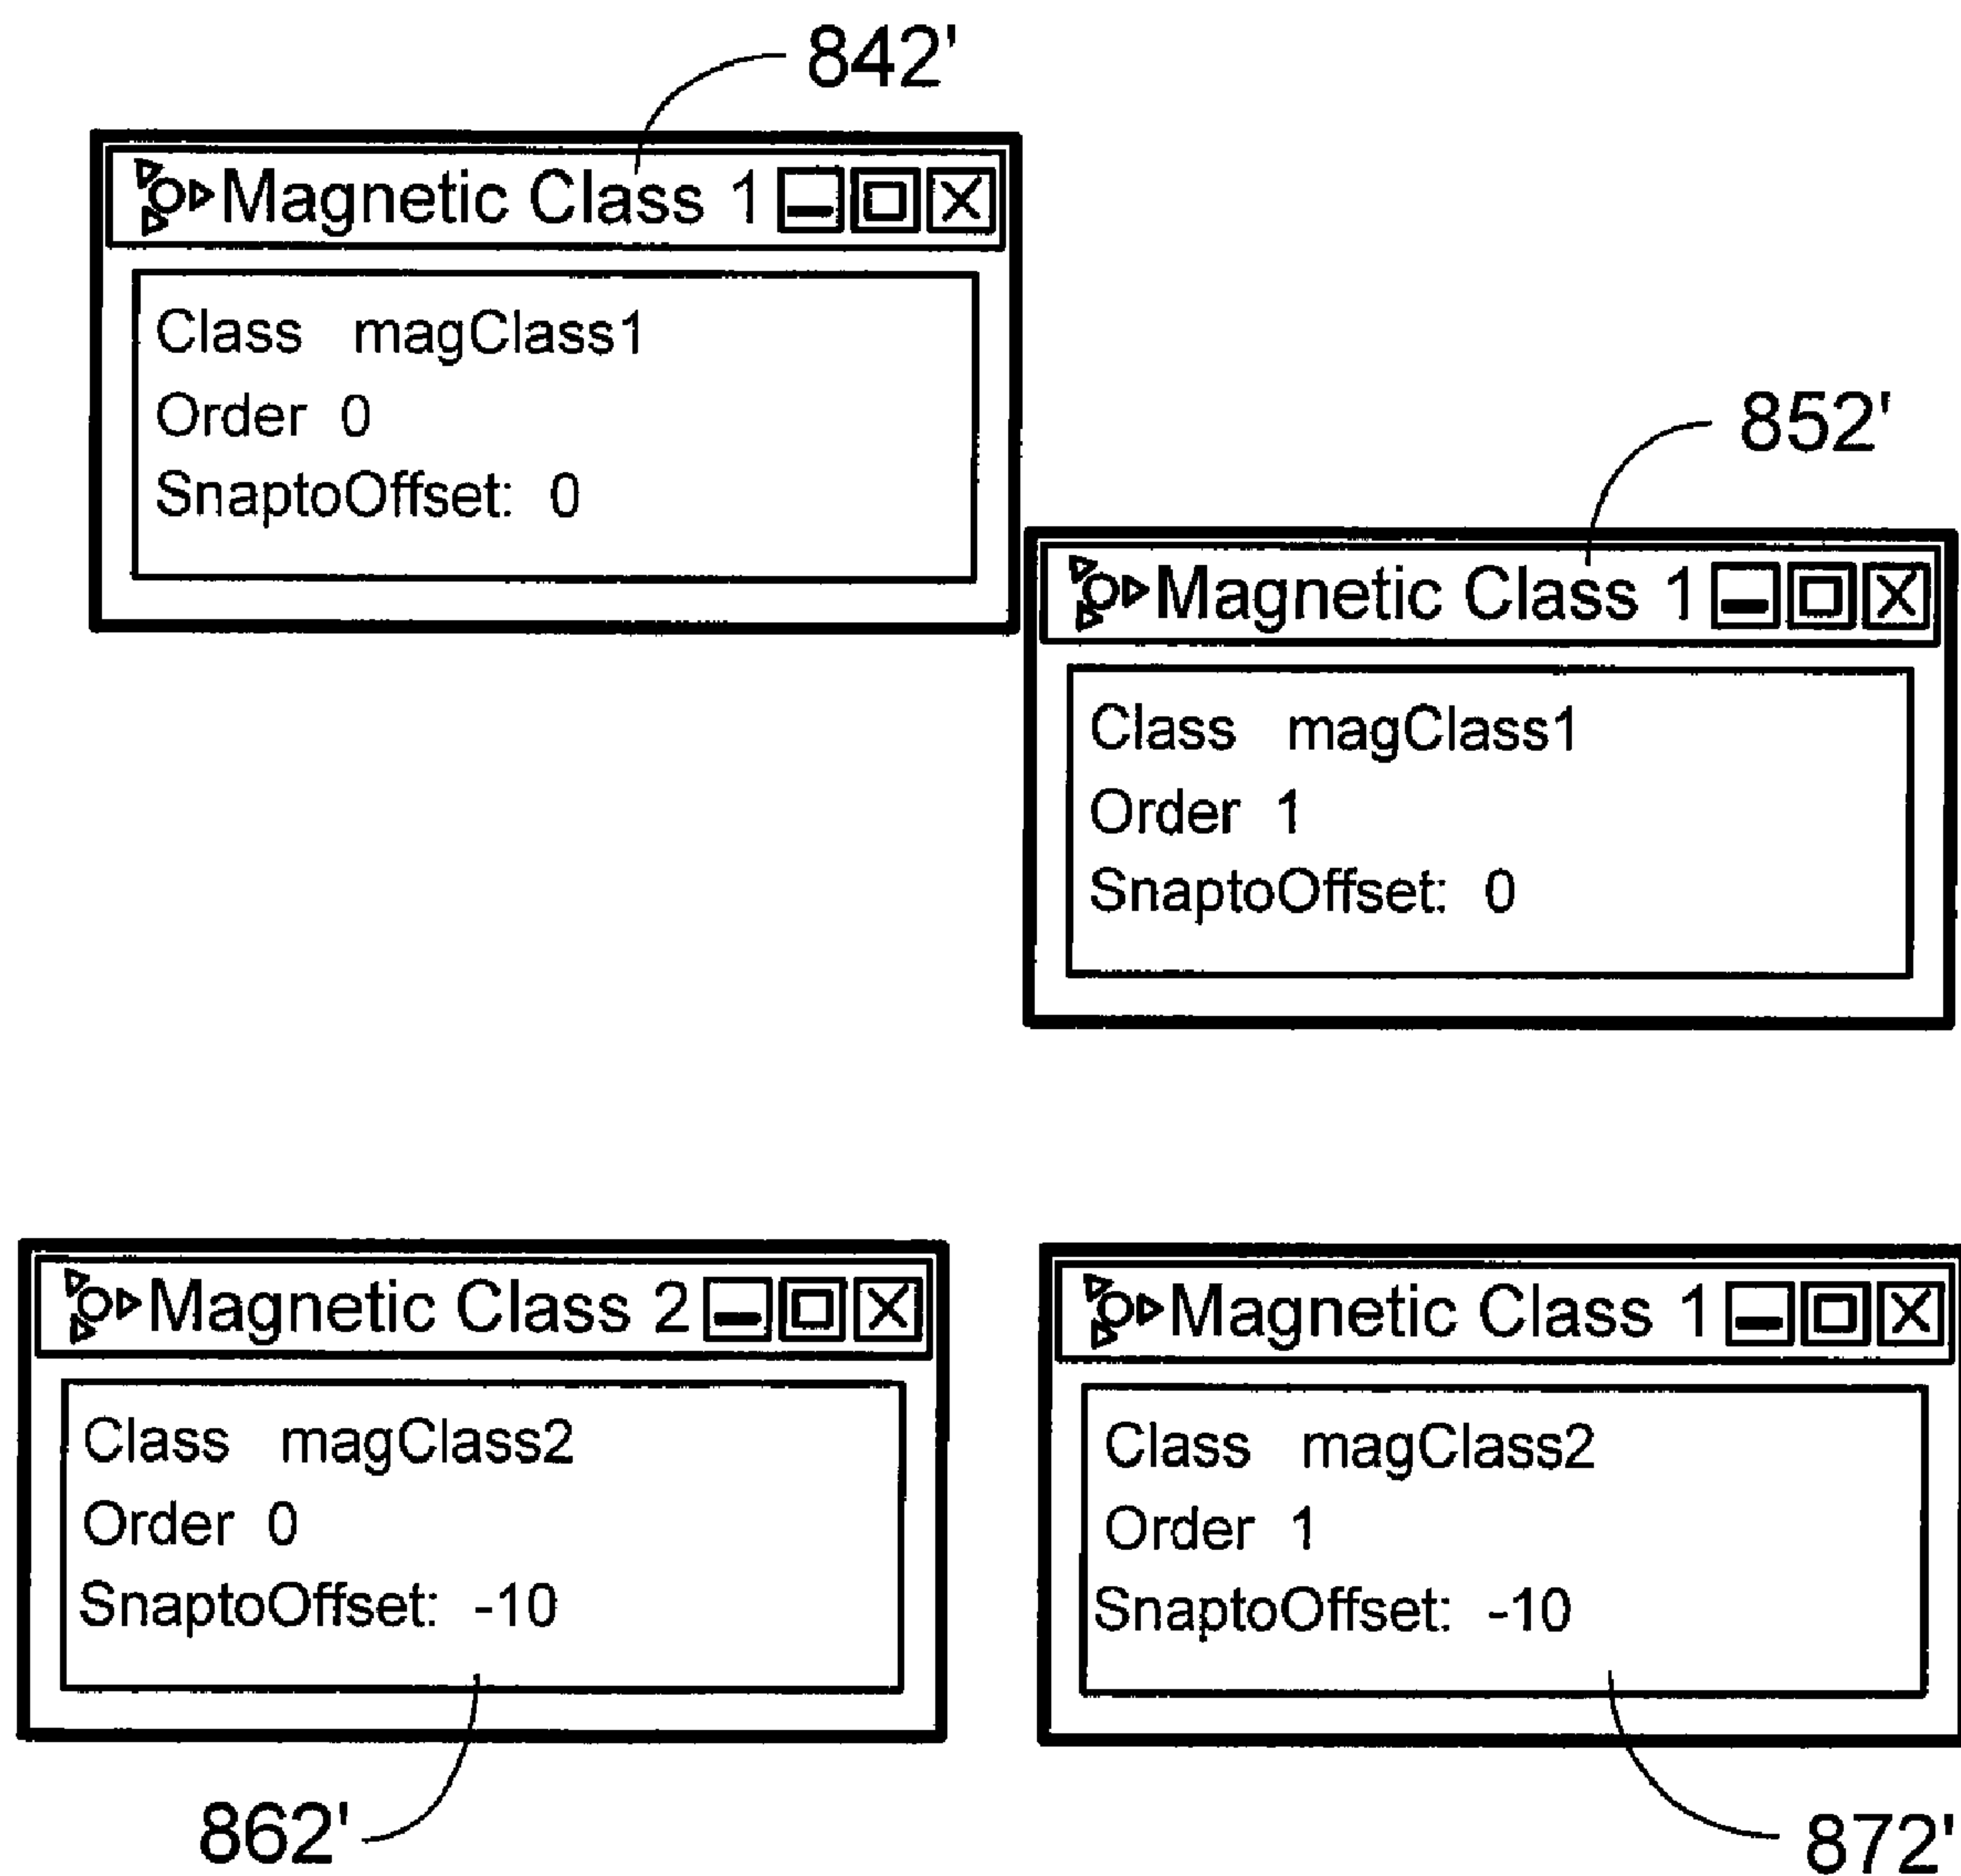 842'
Magnetic Class 1
Class magClass1
Order 0
SnaptoOffset: 0
852'
Magnetic Class 1
Class magClass1
Order 1
SnaptoOffset: 0
Magnetic Class 2
Class magClass2
Order 0
SnaptoOffset: -10
862'
Magnetic Class 1
Class magClass2
Order 1
SnaptoOffset: -10
872'